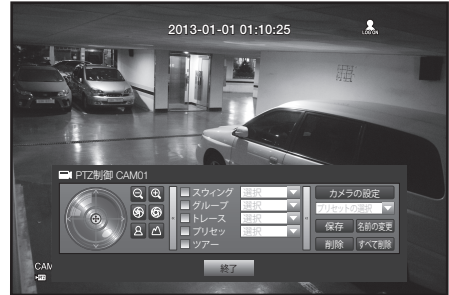 2013-01-01 01:10:25
LOG ON
PTZ制御 CAM01
スウィング 選択
グループ 選択
トレース 選択
プリセッ 選択
ツアー
カメラの設定
プリセットの選択
保存 名前の変更
削除 すべて削除
終了
CAM
PTZ